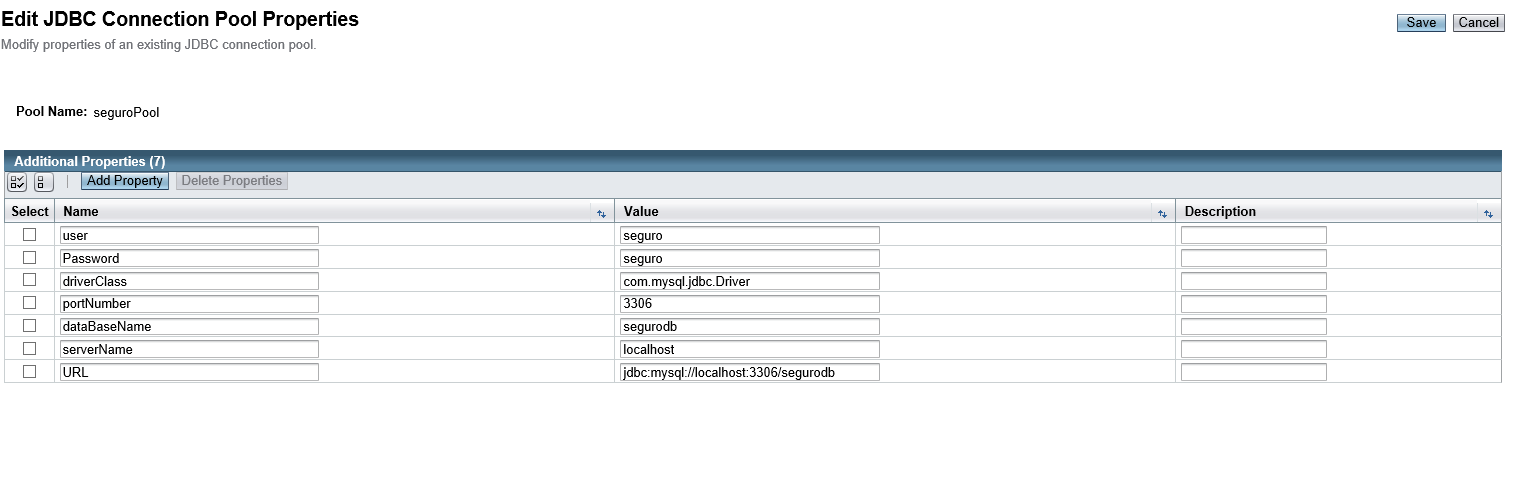 Edit JDBC Connection Pool Properties
Save Cancel
Modify properties of an existing JDBC connection pool.
Pool Name: seguroPool
Additional Properties (7)
Add Property Delete Properties
Select Name Value Description
user seguro
Password seguro
driverClass com.mysql.jdbc.Driver
portNumber 3306
dataBaseName segurodb
serverName localhost
URL jdbc:mysql://localhost:3306/segurodb